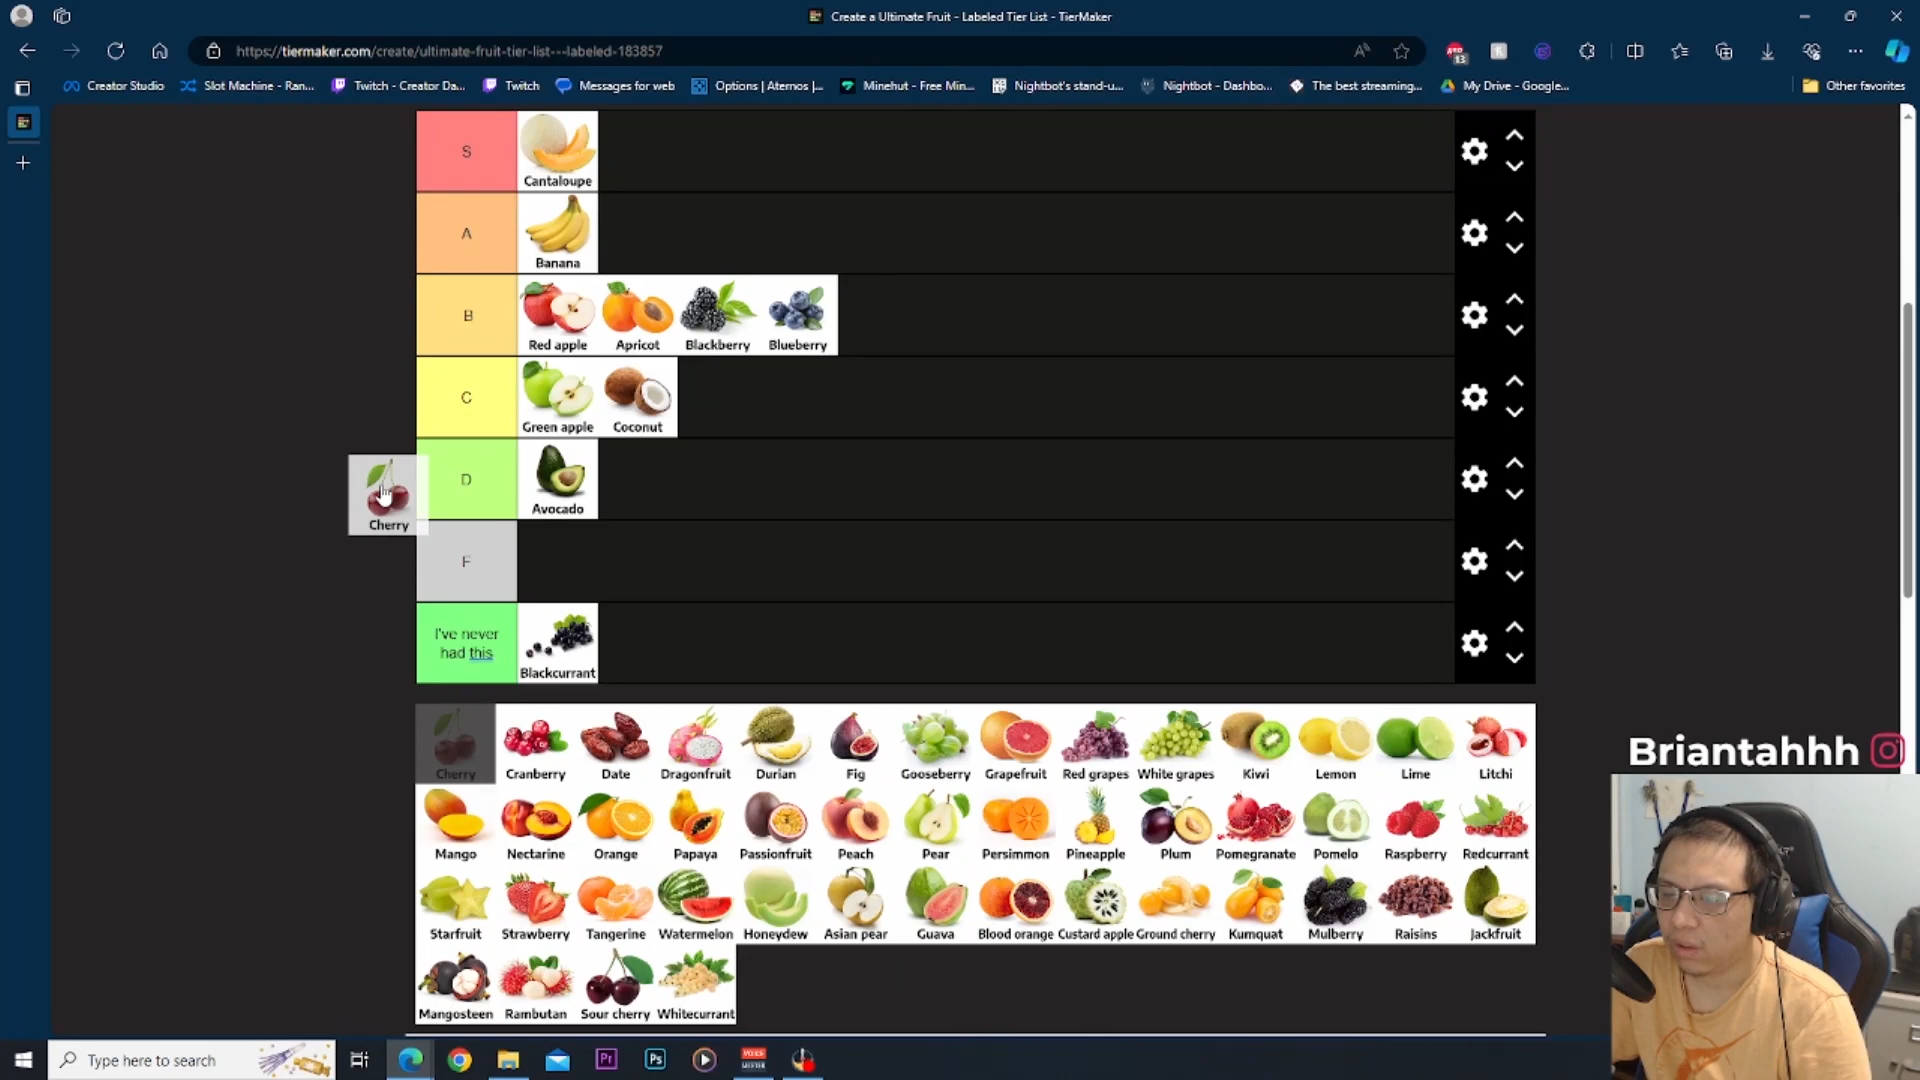 Create a Ultimate Fruit - Labeled Tier List - TierMaker
https://tiermaker.com/create/ultimate-fruit-tier-list---labeled-183857
13
Creator Studio
Slot Machine - Ran...
Twitch - Creator Da...
Twitch
Messages for web
Options | Aternos |...
Minehut - Free Min...
Nightbot's stand-u...
Nightbot - Dashbo...
The best streaming...
My Drive - Google...
Other favorites
S
Cantaloupe
A
Banana
B
Red apple Apricot Blackberry Blueberry
C
Green apple Coconut
D
Avocado
Cherry
F
I've never
had this
Blackcurrant
Cherry Cranberry Date Dragonfruit Durian Fig Gooseberry Grapefruit Red grapes White grapes Kiwi Lemon Lime Litchi
Mango Nectarine Orange Papaya Passionfruit Peach Pear Persimmon Pineapple Plum Pomegranate Pomelo Raspberry Redcurrant
Starfruit Strawberry Tangerine Watermelon Honeydew Asian pear Guava Blood orange Custard apple Ground cherry Kumquat Mulberry Raisins Jackfruit
Mangosteen Rambutan Sour cherry Whitecurrant
Briantahhh
Type here to search
Pr
Ps